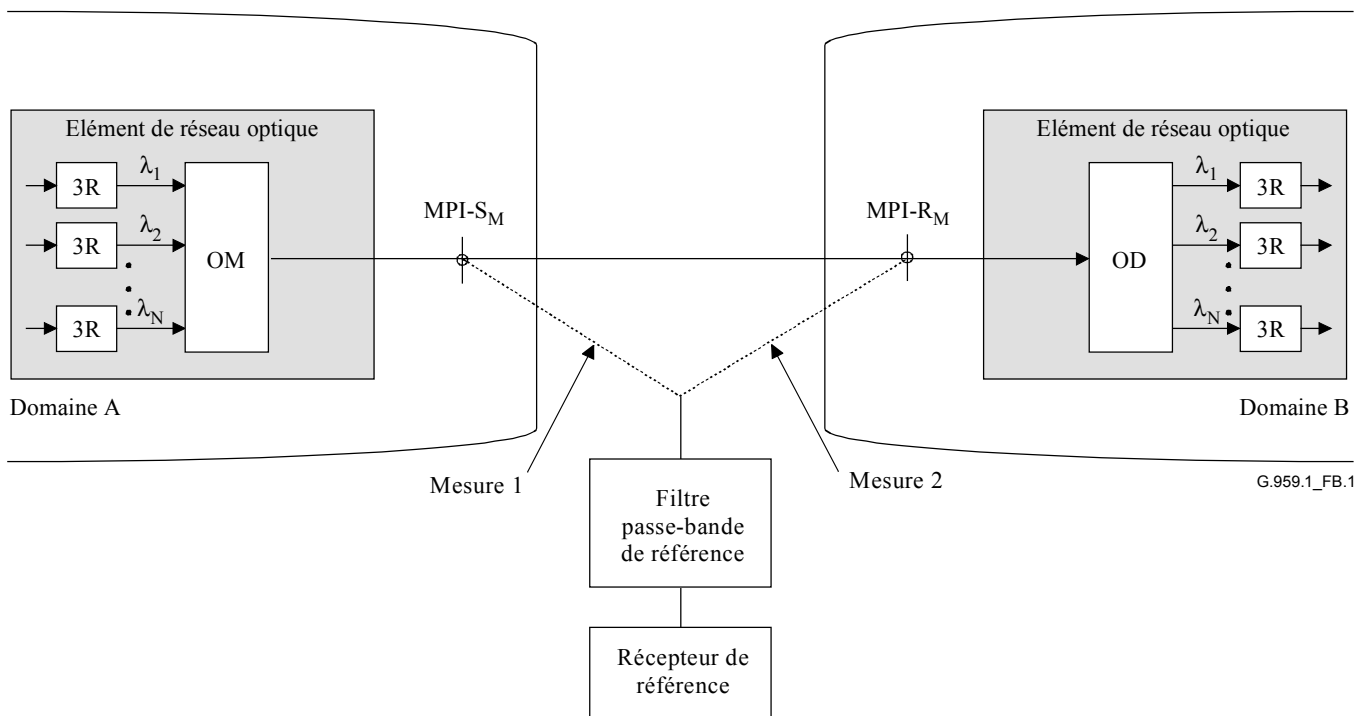 Elément de réseau optique
3R
λ1
3R
λ2
3R
λN
OM
Domaine A
MPI-SM
MPI-RM
Elément de réseau optique
OD
λ1
3R
λ2
3R
λN
3R
Domaine B
Mesure 1
Mesure 2
G.959.1_FB.1
Filtre
passe-bande
de référence
Récepteur de
référence